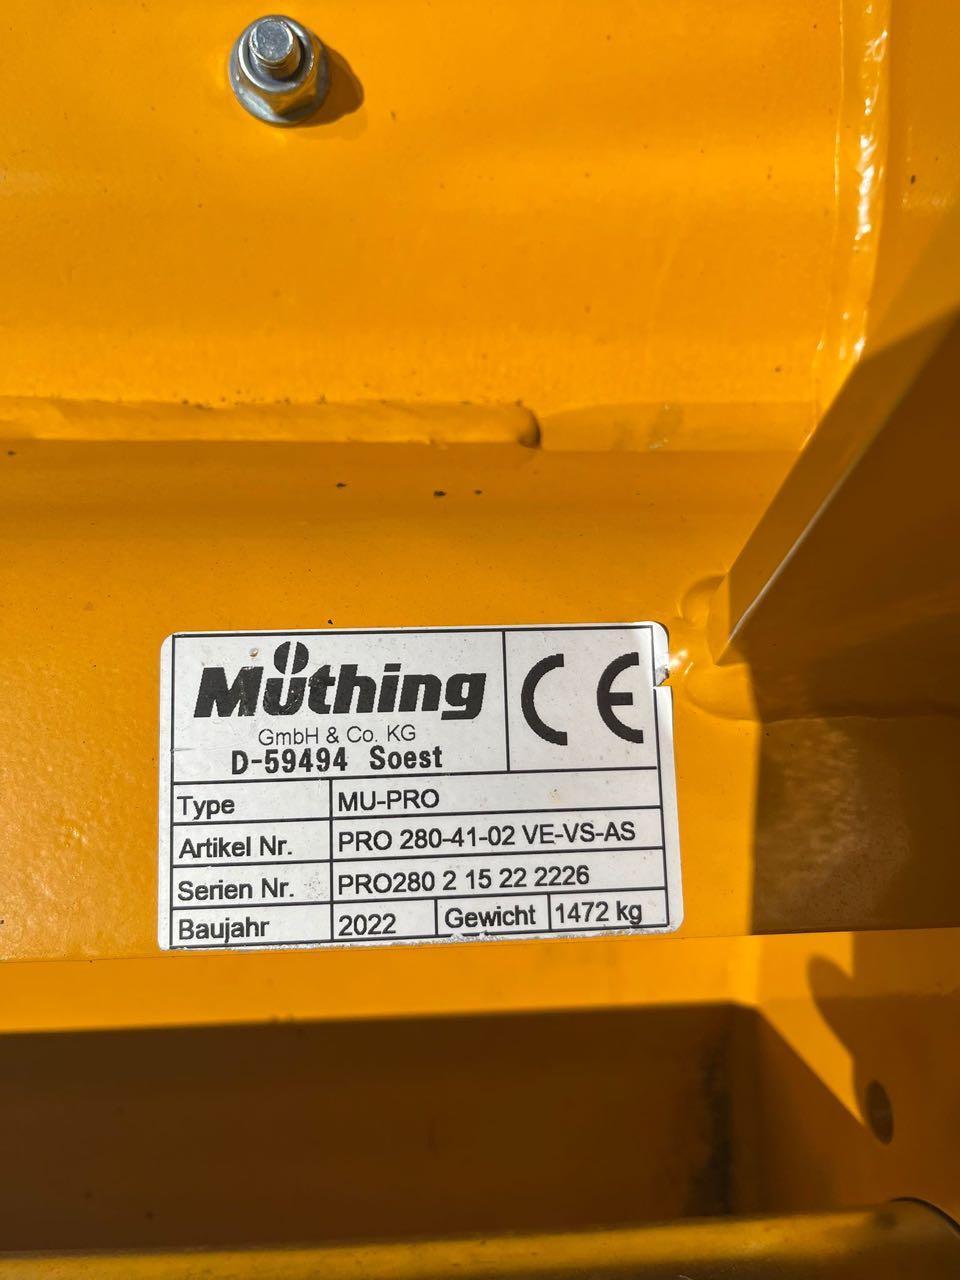 Müthing
GmbH & Co. KG
D-59494 Soest
CE
Type MU-PRO
Artikel Nr. PRO 280-41-02 VE-VS-AS
Serien Nr. PRO280 2 15 22 2226
Baujahr 2022 Gewicht 1472 kg